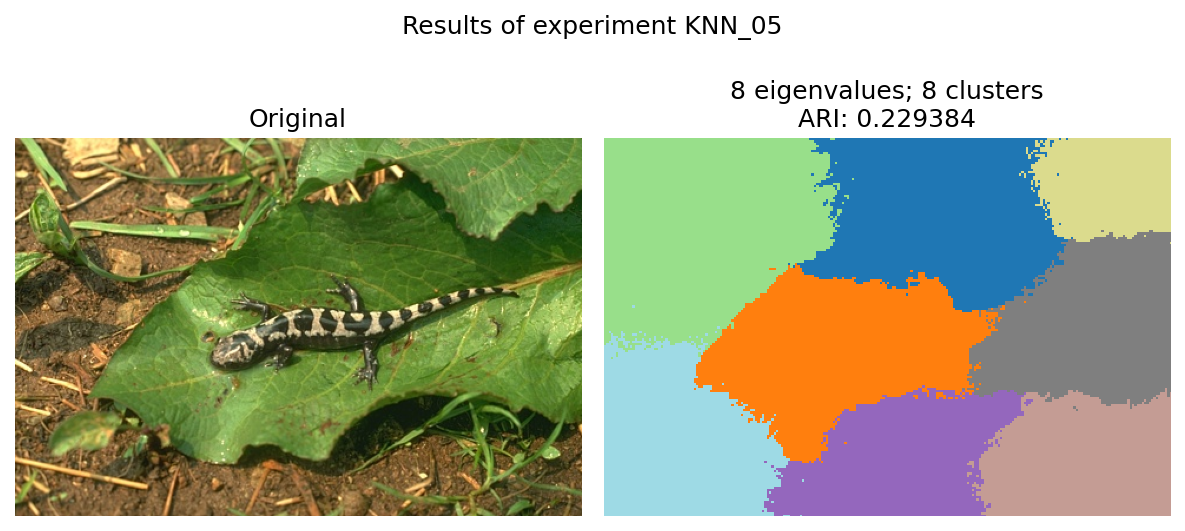 Results of experiment KNN_05
Original
8 eigenvalues; 8 clusters
ARI: 0.229384